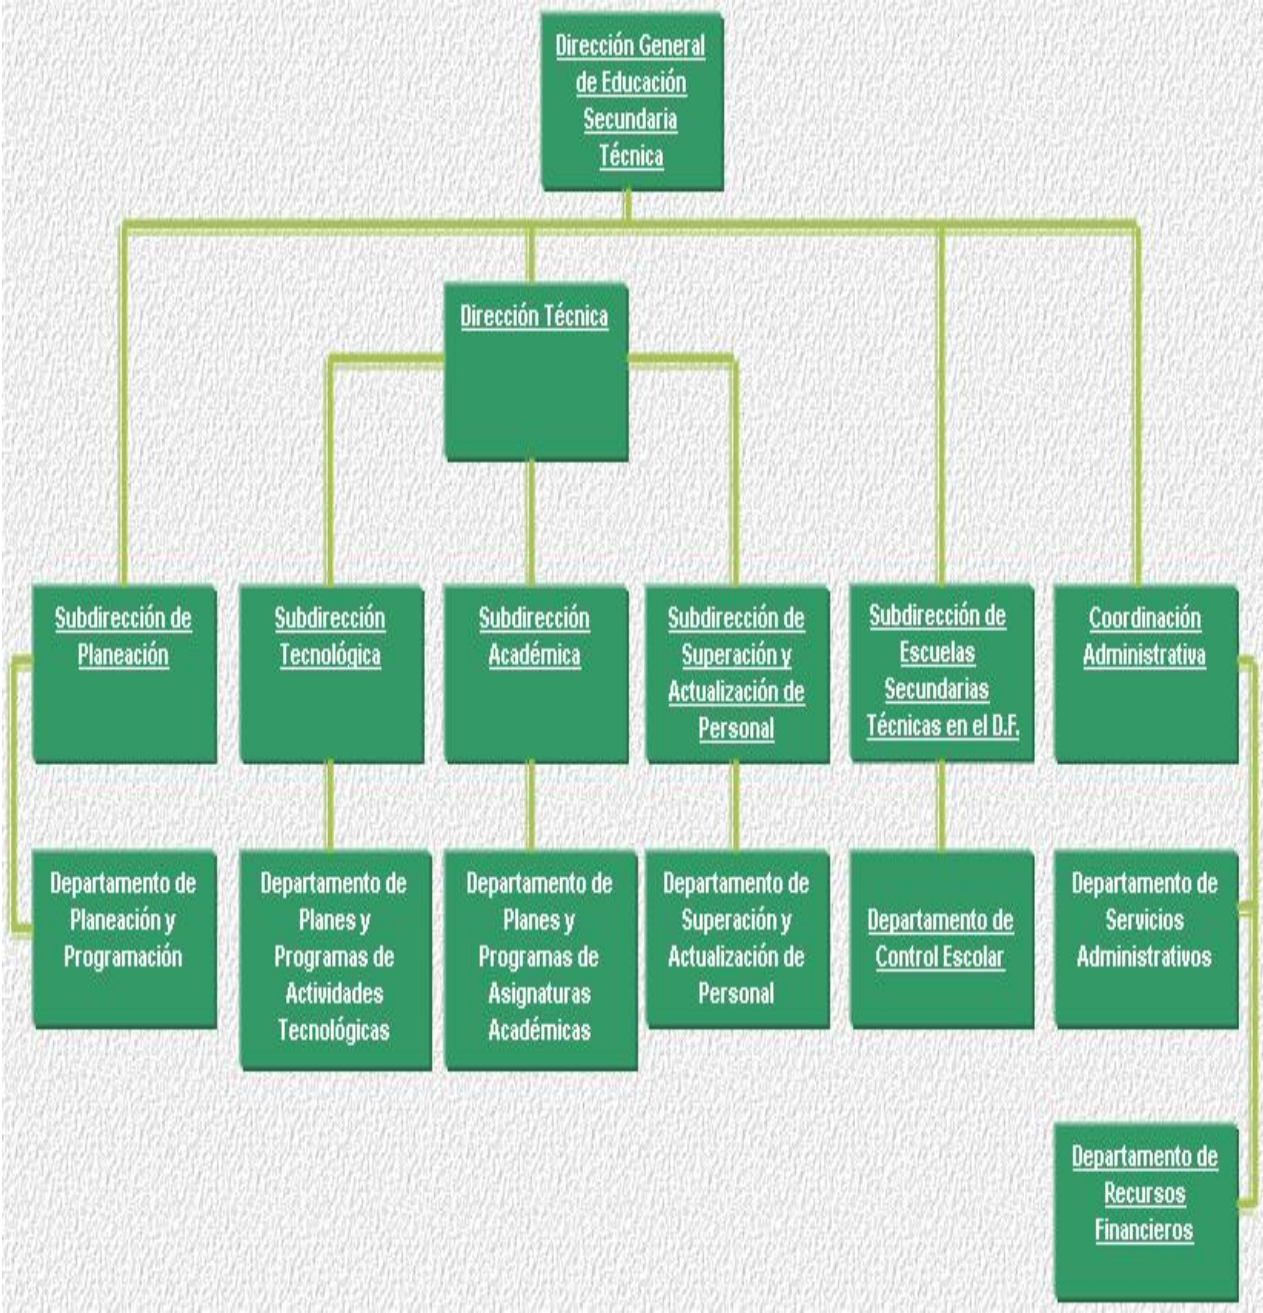 Dirección General
de Educación
Secundaria
Técnica
Dirección Técnica
Subdirección de
Planeación
Subdirección
Tecnológica
Subdirección
Académica
Subdirección de
Superación y
Actualización de
Personal
Subdirección de
Escuelas
Secundarias
Técnicas en el D.F.
Coordinación
Administrativa
Departamento de
Planeación y
Programación
Departamento de
Planes y
Programas de
Actividades
Tecnológicas
Departamento de
Planes y
Programas de
Asignaturas
Académicas
Departamento de
Superación y
Actualización de
Personal
Departamento de
Control Escolar
Departamento de
Servicios
Administrativos
Departamento de
Recursos
Financieros